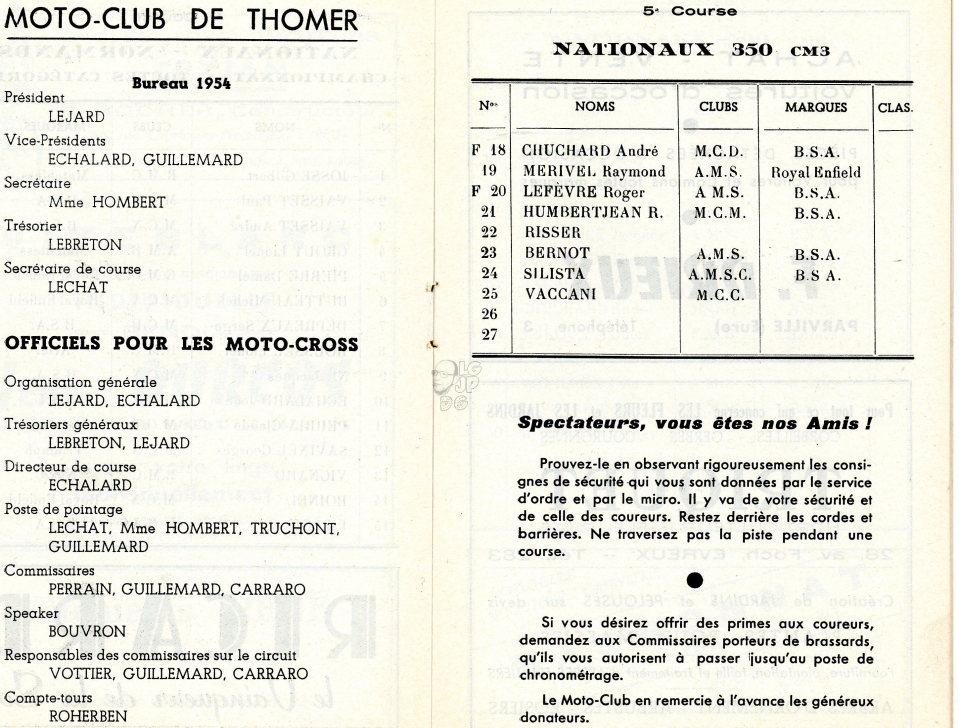 MOTO-CLUB DE THOMER
Bureau 1954
Président
LEJARD
Vice-Présidents
ECHALARD, GUILLEMARD
Secrétaire
Mme HOMBERT
Trésorier
LEBRETON
Secrétaire de course
LECHAT
OFFICIELS POUR LES MOTO-CROSS
Organisation générale
LEJARD, ECHALARD
Trésoriers généraux
LEBRETON, LEJARD
Directeur de course
ECHALARD
Poste de pointage
LECHAT, Mme HOMBERT, TRUCHONT,
GUILLEMARD
Commissaires
PERRAIN, GUILLEMARD, CARRARO
Speaker
BOUVRON
Responsables des commissaires sur le circuit
VOTTIER, GUILLEMARD, CARRARO
Compte-tours
ROHERBEN
5e Course
NATIONAUX 350 CM3
Nos NOMS CLUBS MARQUES CLAS.
F 18 CHUCHARD André M.C.D. B.S.A.
19 MERIVEL Raymond A.M.S. Royal Enfield
F 20 LEFÈVRE Roger A M.S. B.S.A.
21 HUMBERTJEAN R. M.C.M. B.S.A.
22 RISSER
23 BERNOT A.M.S. B.S.A.
24 SILISTA A.M.S.C. B.S A.
25 VACCANI M.C.C.
26
27
Spectateurs, vous êtes nos Amis !
Prouvez-le en observant rigoureusement les consi-
gnes de sécurité qui vous sont données par le service
d'ordre et par le micro. Il y va de votre sécurité et
de celle des coureurs. Restez derrière les cordes et
barrières. Ne traversez pas la piste pendant une
course.
Si vous désirez offrir des primes aux coureurs,
demandez aux Commissaires porteurs de brassards,
qu'ils vous autorisent à passer jusqu'au poste de
chronométrage.
Le Moto-Club en remercie à l'avance les généreux
donateurs.